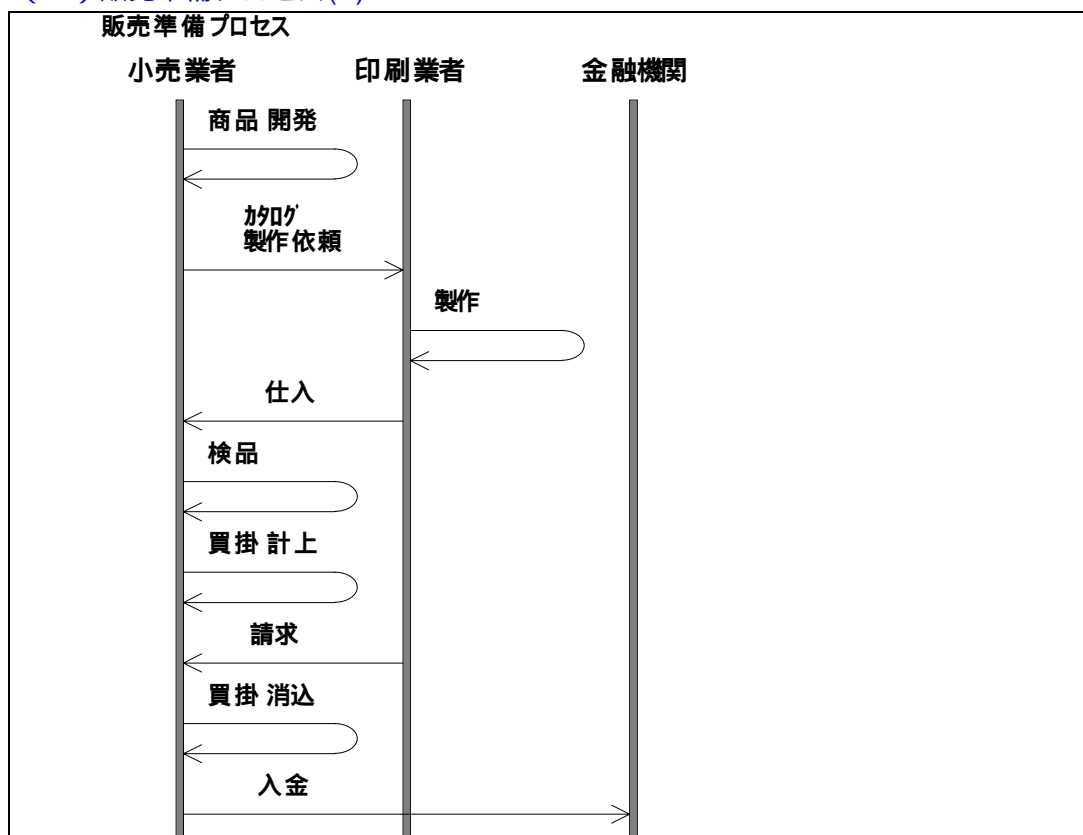 販売準備プロセス
小売業者 印刷業者 金融機関
商品開発
ｶﾀﾛｸﾞ
製作依頼
製作
仕入
検品
買掛計上
請求
買掛消込
入金